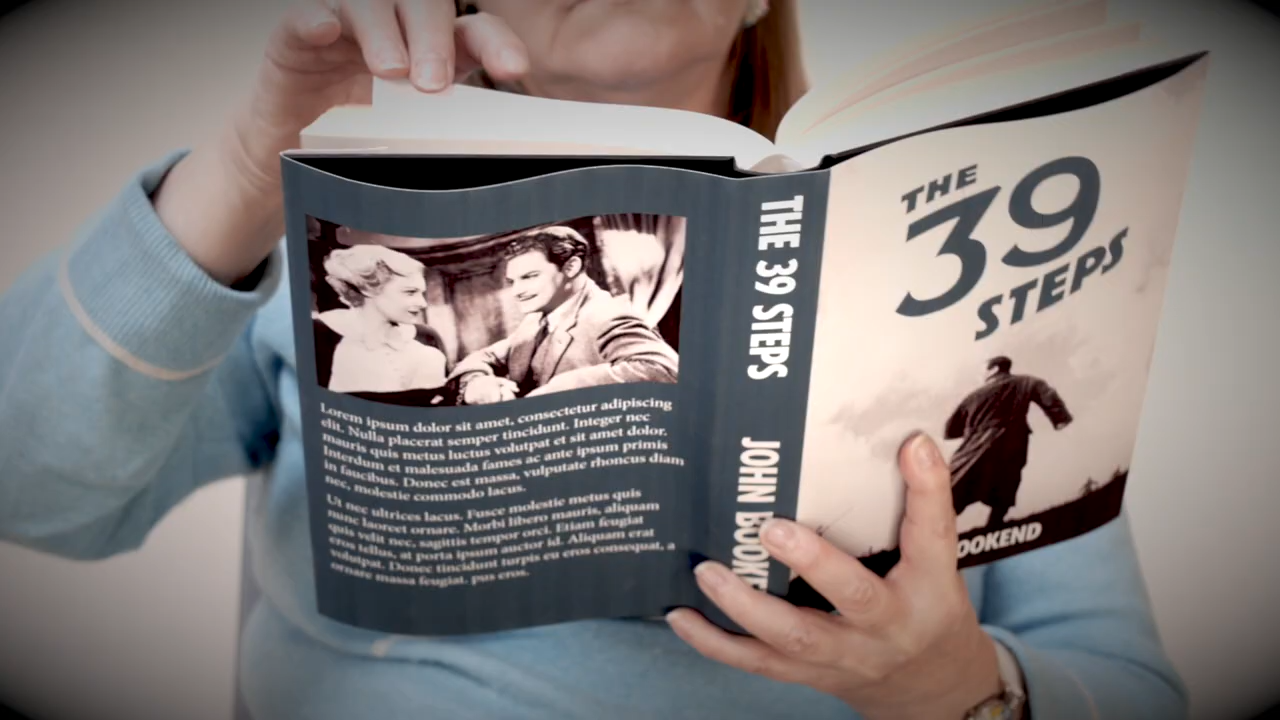 Lorem ipsum dolor sit amet, consectetur adipiscing
elit. Nulla placerat semper tincidunt. Integer nec
mauris quis metus luctus volutpat et sit amet dolor.
Interdum et malesuada fames ac ante ipsum primis
in faucibus. Donec est massa, vulputate rhoncus diam
nec, molestie commodo lacus.
Ut nec ultrices lacus. Fusce molestie metus quis
nunc laoreet ornare. Morbi libero mauris, aliquam
quis velit nec, sagittis tempor orci. Etiam feugiat
eros tellus, at porta ipsum auctor id. Aliquam erat
volutpat. Donec tincidunt turpis eu eros consequat, a
ornare massa feugiat. pus eros.
THE 39 STEPS
JOHN BOOKE
THE
39
STEPS
OOKEND